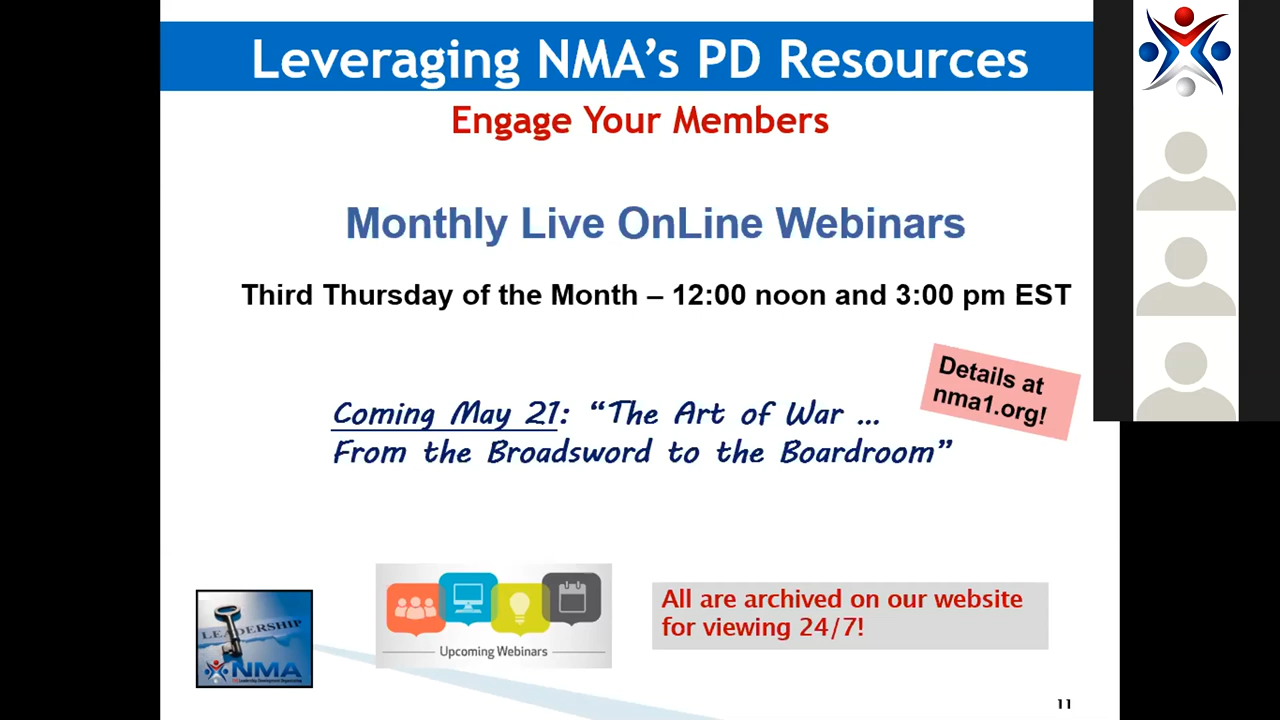 Leveraging NMA's PD Resources
Engage Your Members
Monthly Live OnLine Webinars
Third Thursday of the Month – 12:00 noon and 3:00 pm EST
Details at
nma1.org!
Coming May 21: “The Art of War ...
From the Broadsword to the Boardroom”
LEADERSHIP
NMA
Upcoming Webinars
All are archived on our website
for viewing 24/7!
11